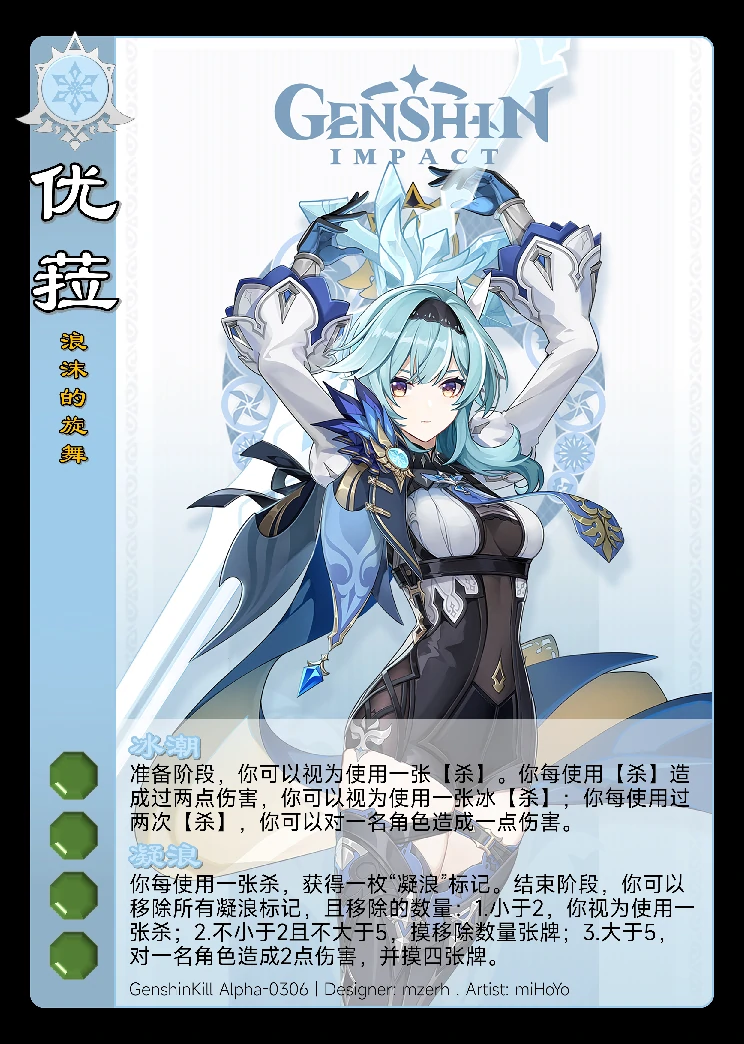 GENSHIN
IMPACT
优菈
浪沫的旋舞
冰潮
准备阶段，你可以视为使用一张【杀】。你每使用【杀】造
成过两点伤害，你可以视为使用一张冰【杀】；你每使用过
两次【杀】，你可以对一名角色造成一点伤害。
凝浪
你每使用一张杀，获得一枚“凝浪”标记。结束阶段，你可以
移除所有凝浪标记，且移除的数量：1.小于2，你视为使用一
张杀；2.不小于2且不大于5，摸移除数量张牌；3.大于5，
对一名角色造成2点伤害，并摸四张牌。
GenshinKill Alpha-0306 | Designer: mzerh . Artist: miHoYo